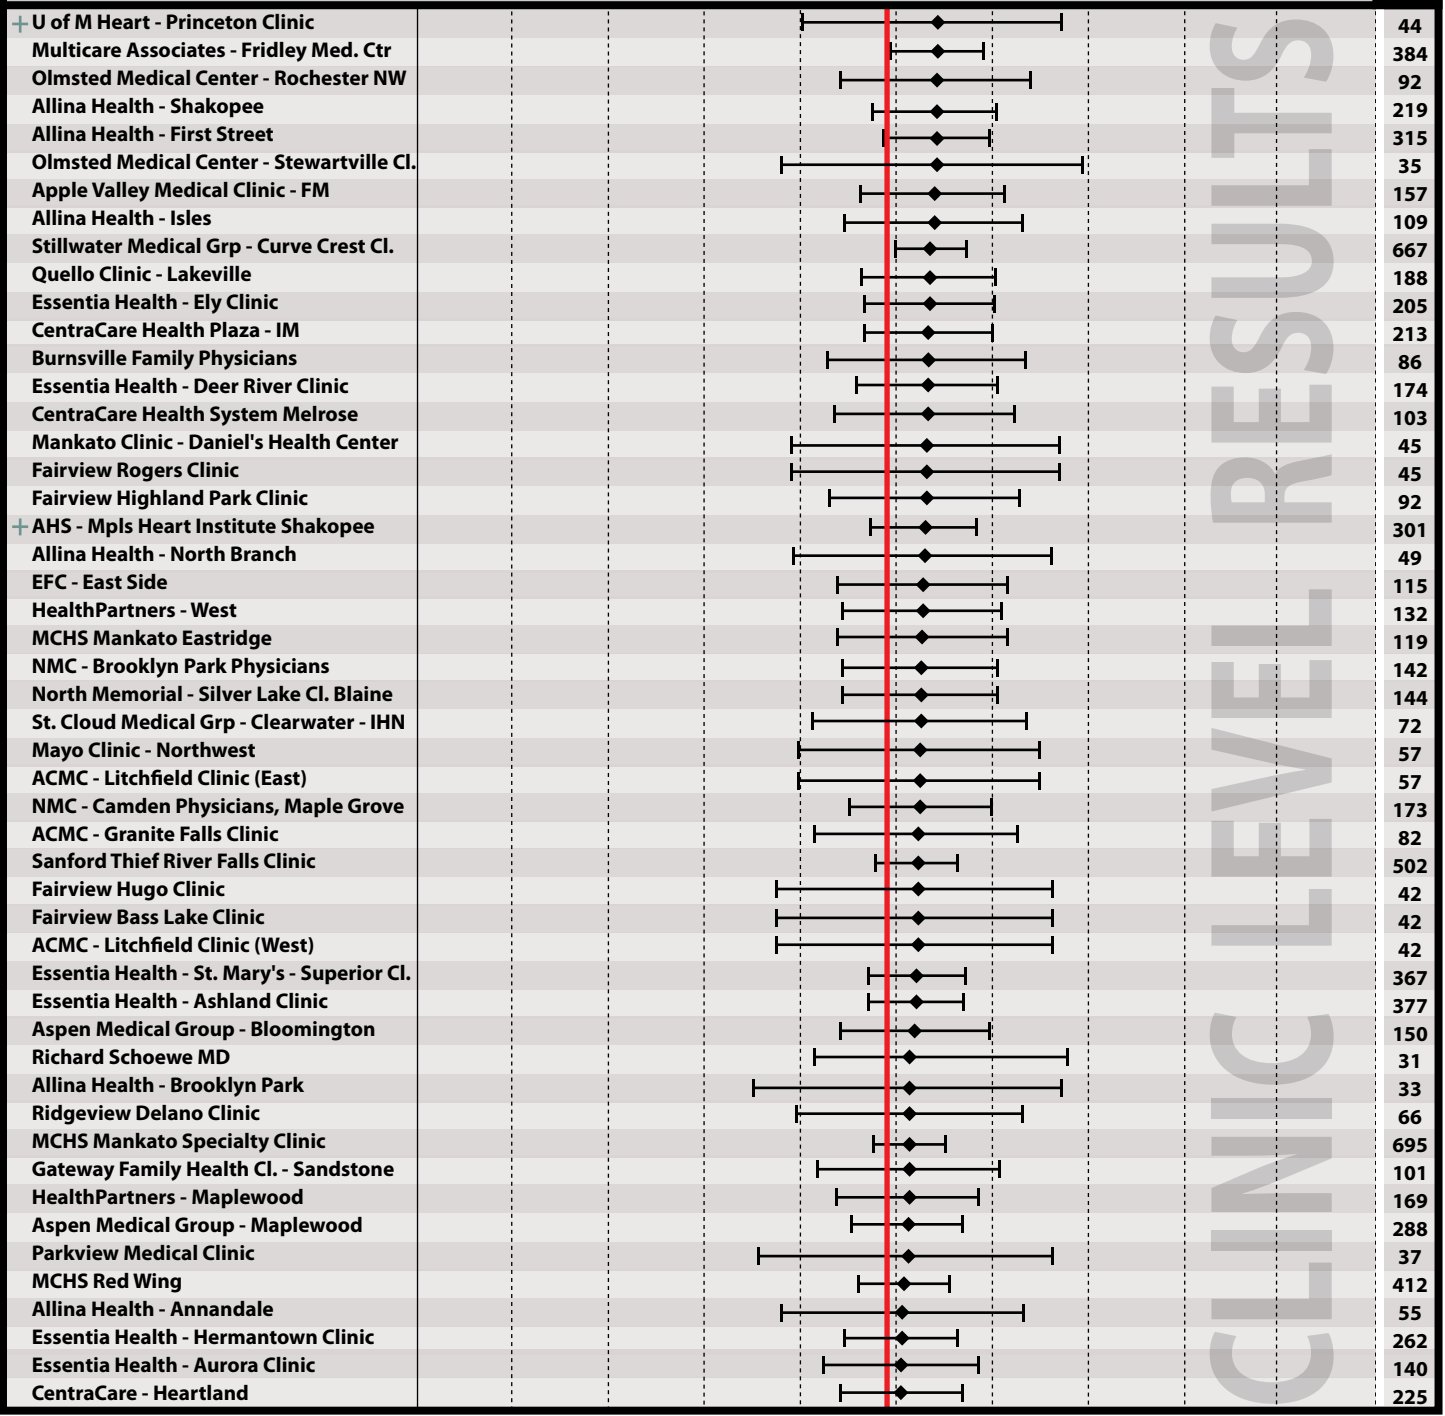 + U of M Heart - Princeton Clinic 44
Multicare Associates - Fridley Med. Ctr 384
Olmsted Medical Center - Rochester NW 92
Allina Health - Shakopee 219
Allina Health - First Street 315
Olmsted Medical Center - Stewartville Cl. 35
Apple Valley Medical Clinic - FM 157
Allina Health - Isles 109
Stillwater Medical Grp - Curve Crest Cl. 667
Quello Clinic - Lakeville 188
Essentia Health - Ely Clinic 205
CentraCare Health Plaza - IM 213
Burnsville Family Physicians 86
Essentia Health - Deer River Clinic 174
CentraCare Health System Melrose 103
Mankato Clinic - Daniel's Health Center 45
Fairview Rogers Clinic 45
Fairview Highland Park Clinic 92
+ AHS - Mpls Heart Institute Shakopee 301
Allina Health - North Branch 49
EFC - East Side 115
HealthPartners - West 132
MCHS Mankato Eastridge 119
NMC - Brooklyn Park Physicians 142
North Memorial - Silver Lake Cl. Blaine 144
St. Cloud Medical Grp - Clearwater - IHN 72
Mayo Clinic - Northwest 57
ACMC - Litchfield Clinic (East) 57
NMC - Camden Physicians, Maple Grove 173
ACMC - Granite Falls Clinic 82
Sanford Thief River Falls Clinic 502
Fairview Hugo Clinic 42
Fairview Bass Lake Clinic 42
ACMC - Litchfield Clinic (West) 42
Essentia Health - St. Mary's - Superior Cl. 367
Essentia Health - Ashland Clinic 377
Aspen Medical Group - Bloomington 150
Richard Schoewe MD 31
Allina Health - Brooklyn Park 33
Ridgeview Delano Clinic 66
MCHS Mankato Specialty Clinic 695
Gateway Family Health Cl. - Sandstone 101
HealthPartners - Maplewood 169
Aspen Medical Group - Maplewood 288
Parkview Medical Clinic 37
MCHS Red Wing 412
Allina Health - Annandale 55
Essentia Health - Hermantown Clinic 262
Essentia Health - Aurora Clinic 140
CentraCare - Heartland 225
CLINIC LEVEL RESULTS